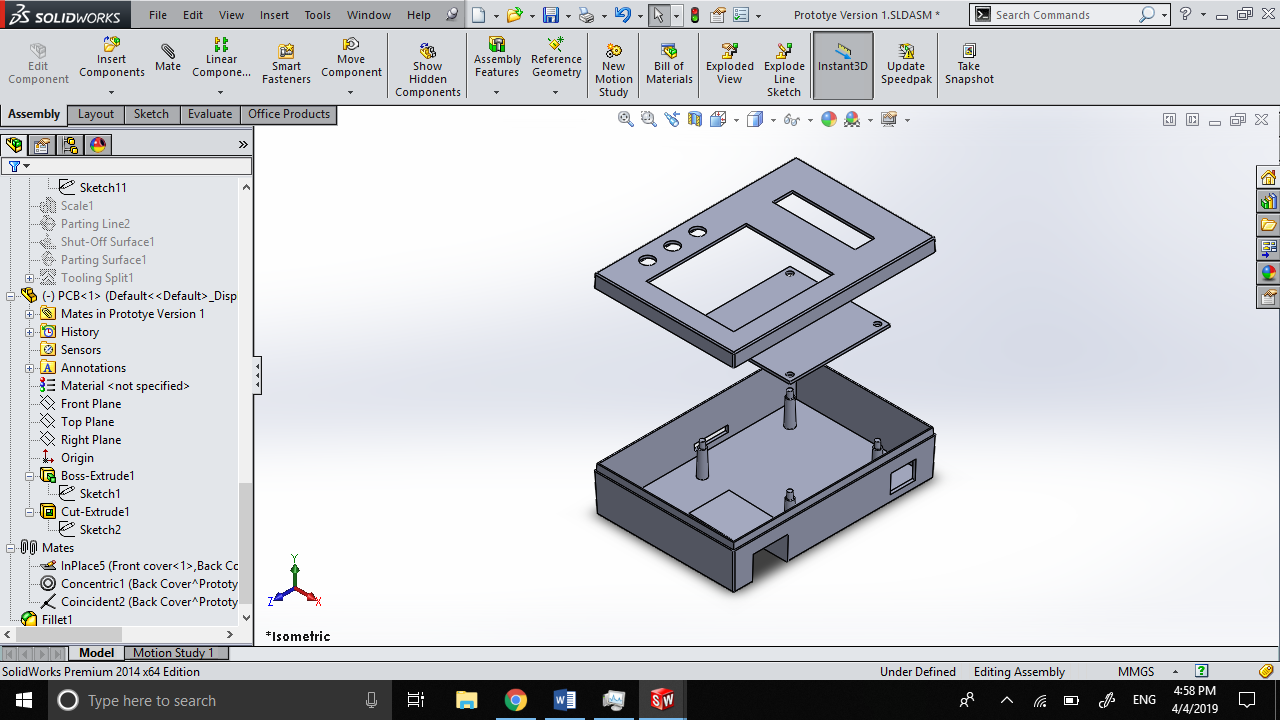 SOLIDWORKS File Edit View Insert Tools Window Help Prototye Version 1.SLDASM * Search Commands ?
Edit Component
Insert Components
Mate
Linear Compone...
Smart Fasteners
Move Component
Show Hidden Components
Assembly Features
Reference Geometry
New Motion Study
Bill of Materials
Exploded View
Explode Line Sketch
Instant3D
Update Speedpak
Take Snapshot
Assembly Layout Sketch Evaluate Office Products
»
Sketch11
Scale1
Parting Line2
Shut-Off Surface1
Parting Surface1
Tooling Split1
(-) PCB<1> (Default<<Default>_Disp
Mates in Prototye Version 1
History
Sensors
Annotations
Material <not specified>
Front Plane
Top Plane
Right Plane
Origin
Boss-Extrude1
Sketch1
Cut-Extrude1
Sketch2
Mates
InPlace5 (Front cover<1>,Back Co
Concentric1 (Back Cover^Prototy
Coincident2 (Back Cover^Prototy
Fillet1
Y
Z X
*Isometric
Model Motion Study 1
SolidWorks Premium 2014 x64 Edition Under Defined Editing Assembly MMGS ?
Type here to search ENG 4:58 PM
4/4/2019